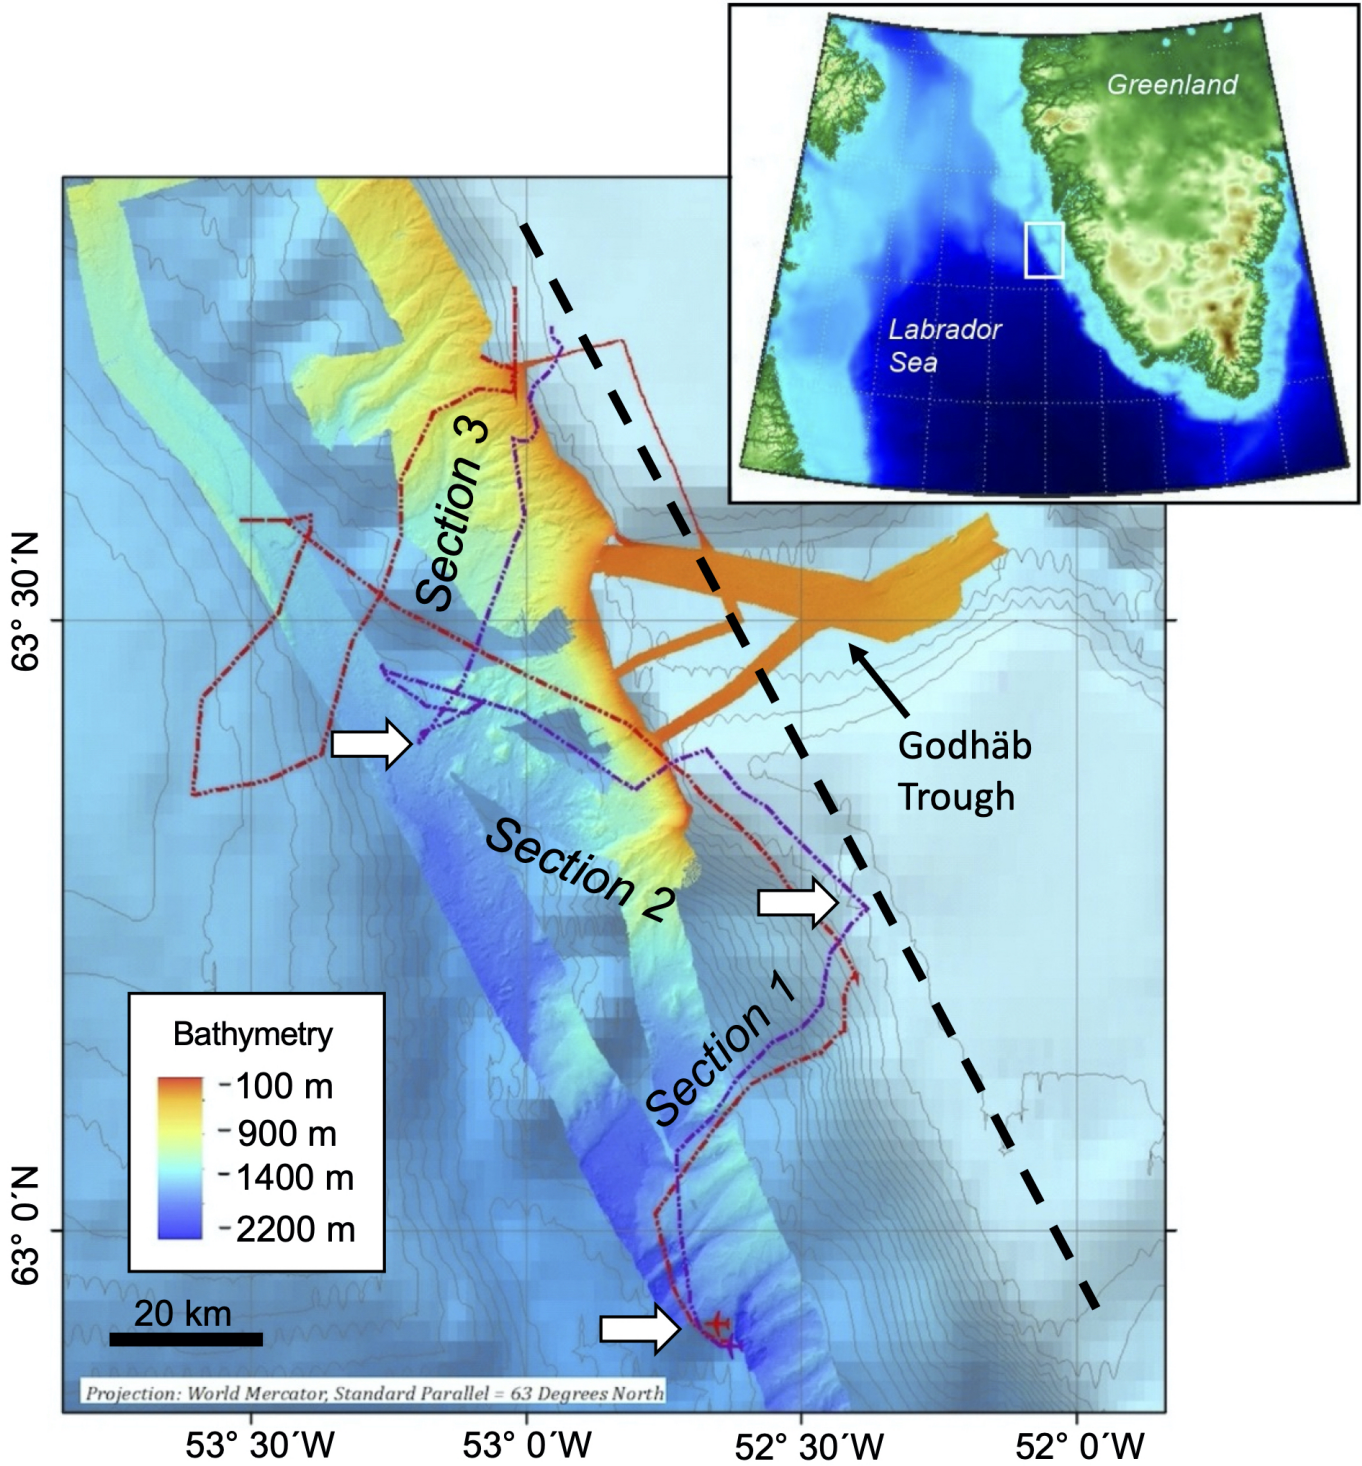 Greenland
Labrador
Sea
Section 3
63° 30´N
Godhäb
Trough
Section 2
Section 1
Bathymetry
100 m
900 m
1400 m
2200 m
63° 0´N
20 km
Projection: World Mercator, Standard Parallel = 63 Degrees North
53° 30´W
53° 0´W
52° 30´W
52° 0´W